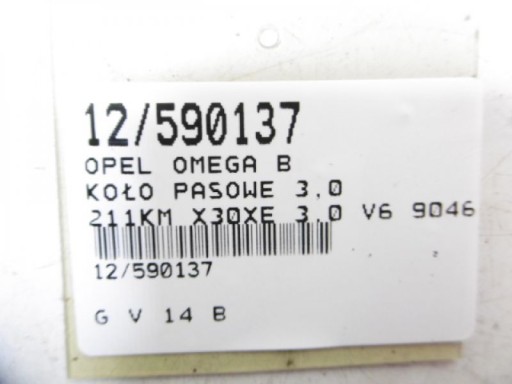 12/590137
OPEL OMEGA B
KOŁO PASOWE 3,0
211KM X30XE 3,0 V6 9046
12/590137
G V 14 B